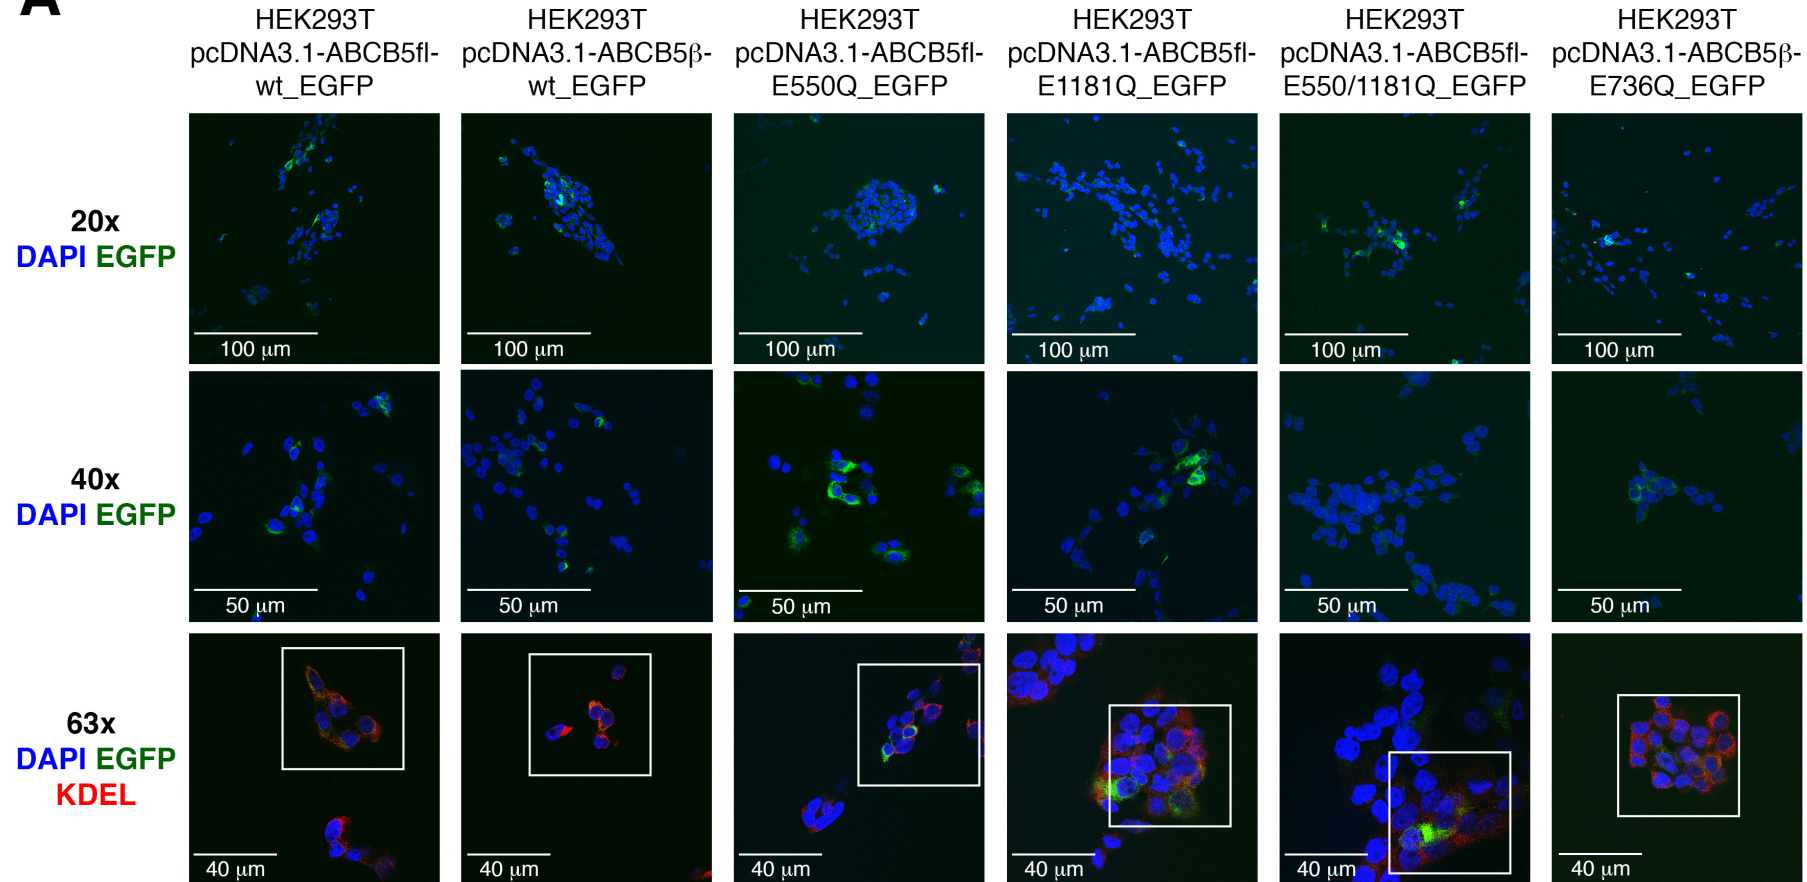 A
HEK293T
pcDNA3.1-ABCB5fl-
wt_EGFP
HEK293T
pcDNA3.1-ABCB5β-
wt_EGFP
HEK293T
pcDNA3.1-ABCB5fl-
E550Q_EGFP
HEK293T
pcDNA3.1-ABCB5fl-
E1181Q_EGFP
HEK293T
pcDNA3.1-ABCB5fl-
E550/1181Q_EGFP
HEK293T
pcDNA3.1-ABCB5β-
E736Q_EGFP
20x
DAPI EGFP
100 μm
100 μm
100 μm
100 μm
100 μm
100 μm
40x
DAPI EGFP
50 μm
50 μm
50 μm
50 μm
50 μm
50 μm
63x
DAPI EGFP
KDEL
40 μm
40 μm
40 μm
40 μm
40 μm
40 μm